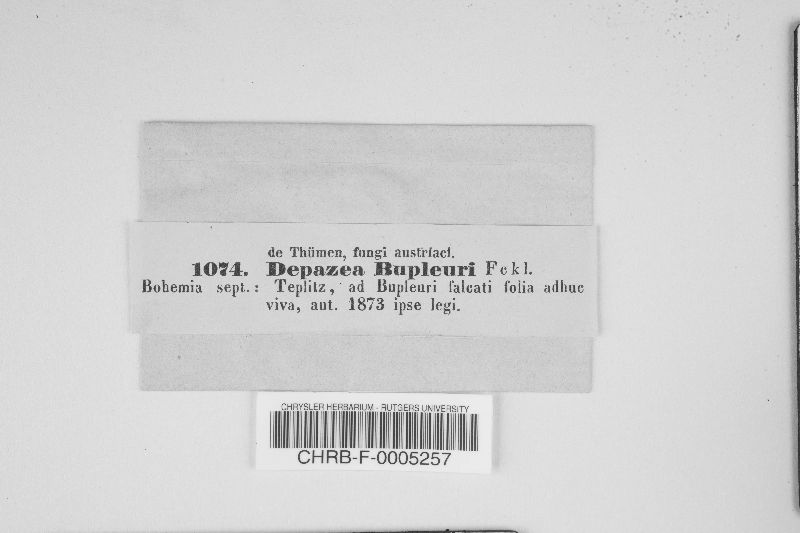 de Thümen, fungi austriaci.
1074. Depazea Bupleuri Fckl.
Bohemia sept.: Teplitz, ad Bupleuri falcati folia adhuc
viva, aut. 1873 ipse legi.
CHRYSLER HERBARIUM - RUTGERS UNIVERSITY
CHRB-F-0005257